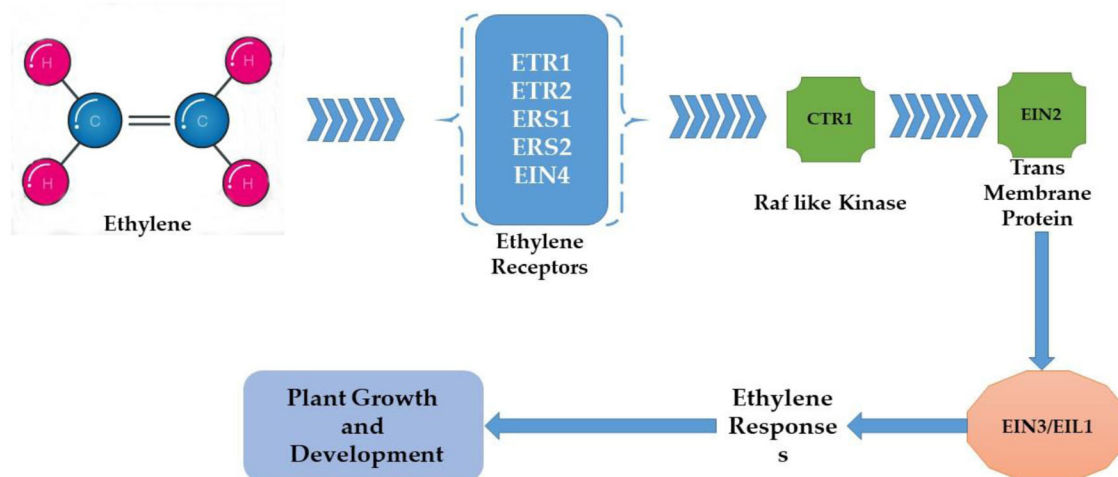 H
H
C
C
H
H
Ethylene
ETR1
ETR2
ERS1
ERS2
EIN4
Ethylene
Receptors
CTR1
Raf like Kinase
EIN2
Trans
Membrane
Protein
EIN3/EIL1
Ethylene
Response
s
Plant Growth
and
Development